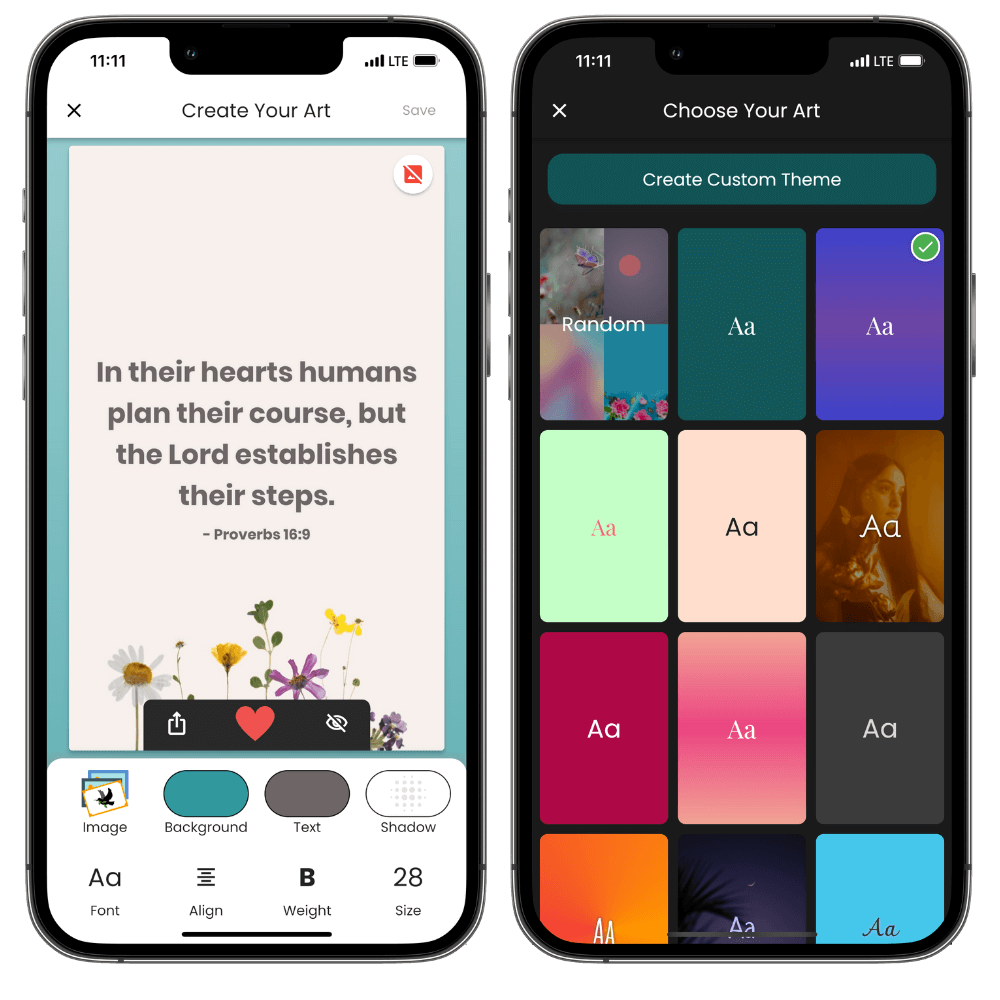 11:11
LTE
Create Your Art
Save
In their hearts humans
plan their course, but
the Lord establishes
their steps.
- Proverbs 16:9
Image
Background
Text
Shadow
Aa
B
28
Font
Align
Weight
Size
11:11
LTE
Choose Your Art
Create Custom Theme
Random
Aa
Aa
Aa
Aa
Aa
Aa
Aa
Aa
AA
Aa
Aa